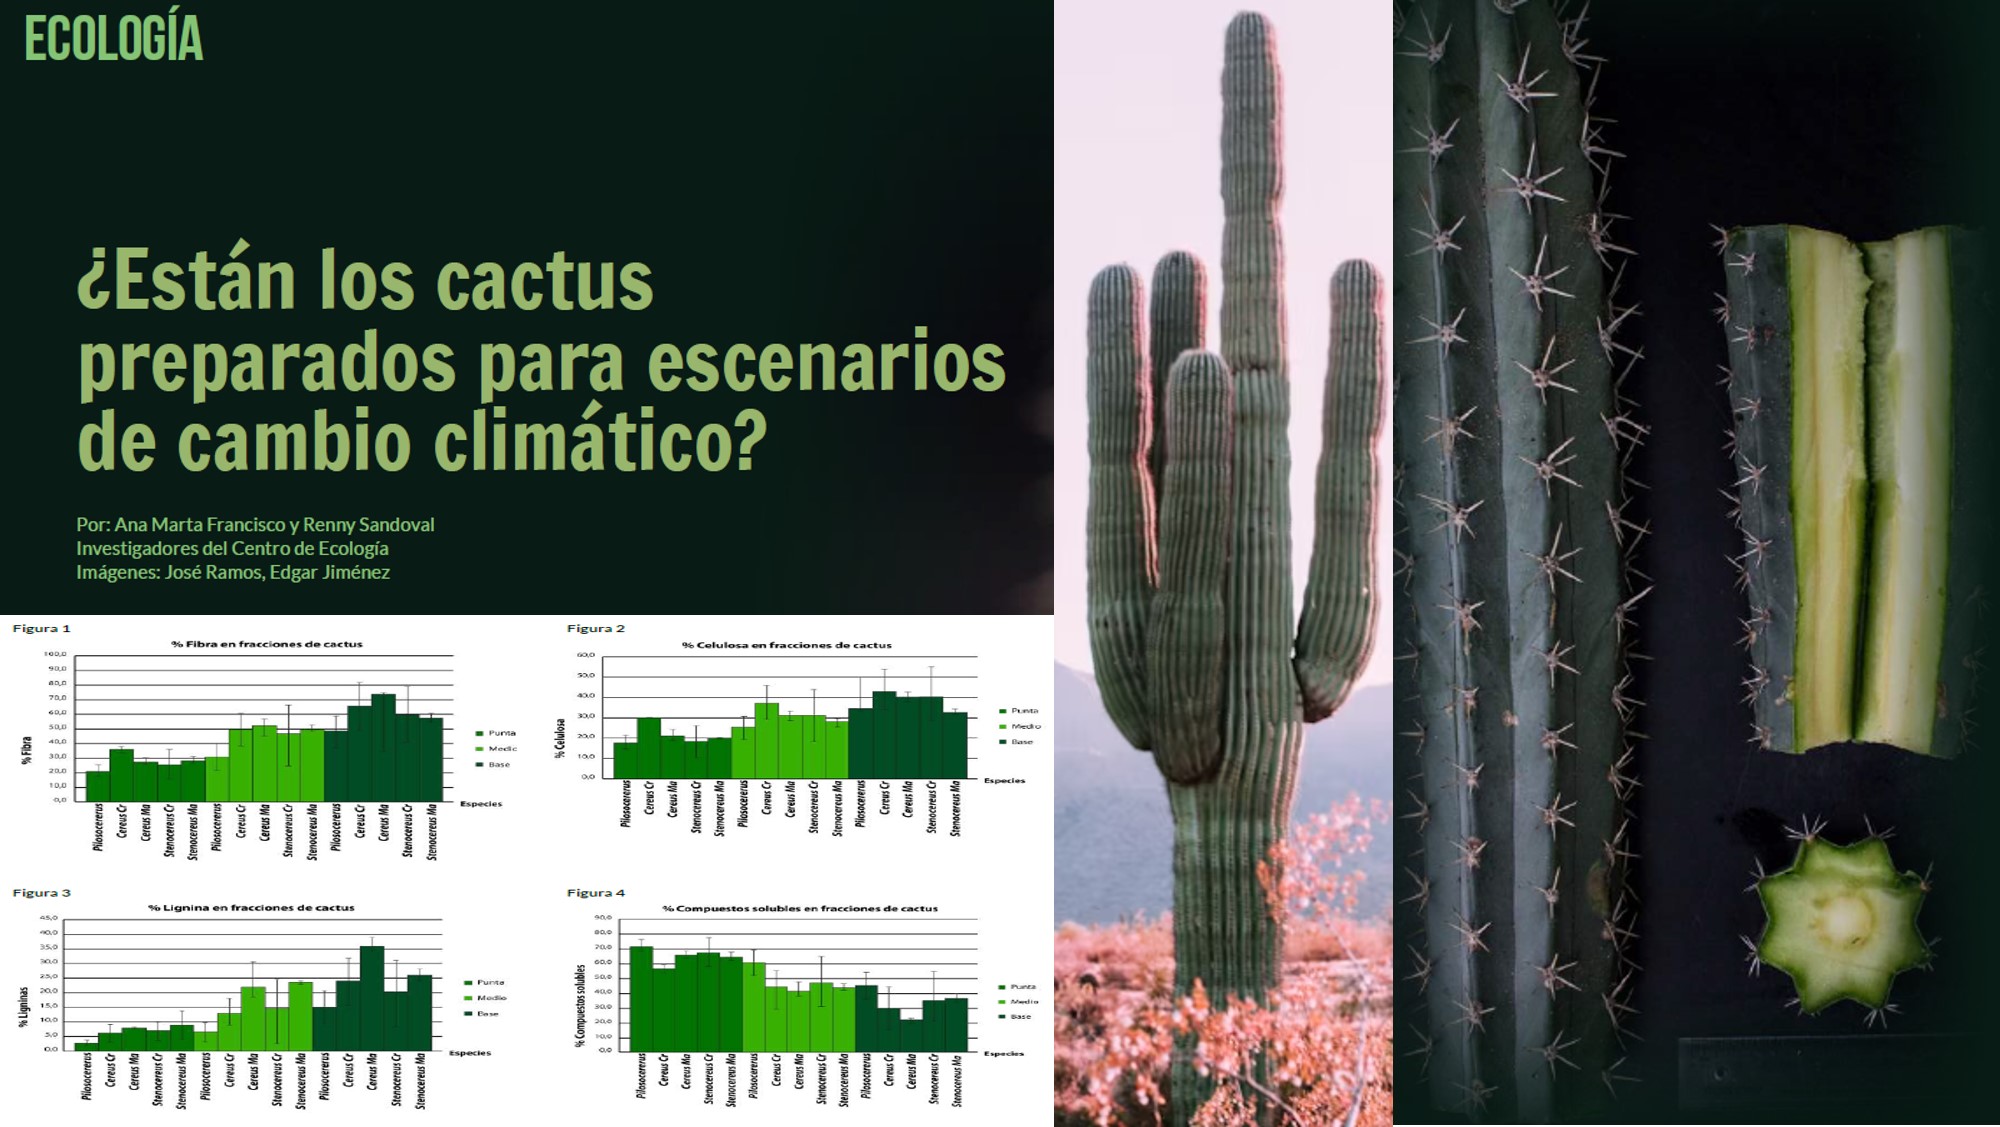 ECOLOGÍA
¿Están los cactus
preparados para escenarios
de cambio climático?
Por: Ana Marta Francisco y Renny Sandoval
Investigadores del Centro de Ecología
Imágenes: José Ramos, Edgar Jiménez
Figura 1
% Fibra en fracciones de cactus
100,0
90,0
80,0
70,0
60,0
50,0
40,0
30,0
20,0
10,0
0,0
% Fibra
Punta
Medio
Base
Especies
Pilosocereus
Cereus Cr
Cereus Ma
Stenocereus Cr
Stenocereus Ma
Pilosocereus
Cereus Cr
Cereus Ma
Stenocereus Cr
Stenocereus Ma
Pilosocereus
Cereus Cr
Cereus Ma
Stenocereus Cr
Stenocereus Ma
Figura 2
% Celulosa en fracciones de cactus
60,0
50,0
40,0
30,0
20,0
10,0
0,0
% Celulosa
Punta
Medio
Base
Especies
Pilosocereus
Cereus Cr
Cereus Ma
Stenocereus Cr
Stenocereus Ma
Pilosocereus
Cereus Cr
Cereus Ma
Stenocereus Cr
Stenocereus Ma
Pilosocereus
Cereus Cr
Cereus Ma
Stenocereus Cr
Stenocereus Ma
Figura 3
% Lignina en fracciones de cactus
45,0
40,0
35,0
30,0
25,0
20,0
15,0
10,0
5,0
0,0
% Ligninas
Punta
Medio
Base
Especies
Pilosocereus
Cereus Cr
Cereus Ma
Stenocereus Cr
Stenocereus Ma
Pilosocereus
Cereus Cr
Cereus Ma
Stenocereus Cr
Stenocereus Ma
Pilosocereus
Cereus Cr
Cereus Ma
Stenocereus Cr
Stenocereus Ma
Figura 4
% Compuestos solubles en fracciones de cactus
90,0
80,0
70,0
60,0
50,0
40,0
30,0
20,0
10,0
0,0
% Compuestos solubles
Punta
Medio
Base
Especies
Pilosocereus
Cereus Cr
Cereus Ma
Stenocereus Cr
Stenocereus Ma
Pilosocereus
Cereus Cr
Cereus Ma
Stenocereus Cr
Stenocereus Ma
Pilosocereus
Cereus Cr
Cereus Ma
Stenocereus Cr
Stenocereus Ma